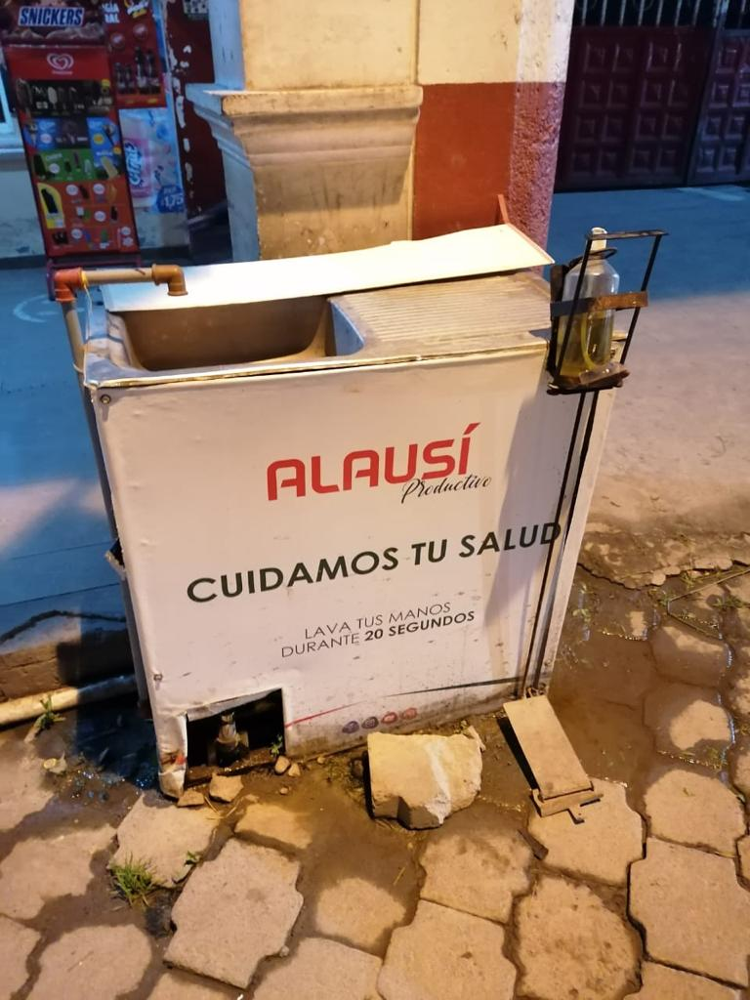 SNICKERS
ALAUSÍ
Productivo
CUIDAMOS TU SALUD
LAVA TUS MANOS
DURANTE 20 SEGUNDOS